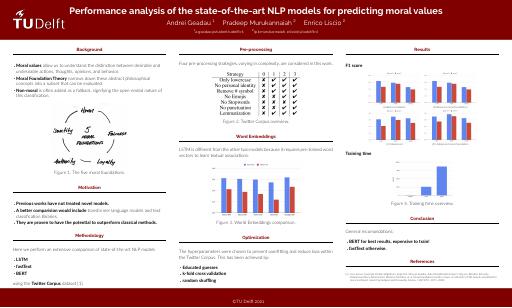 Performance analysis of the state-of-the-art NLP models for predicting moral values
Andrei Geadau ¹ Pradeep Murukannaiah ² Enrico Liscio ²
TU Delft
Background
Moral values allow us to understand the distinction between desirable and
undesirable actions, thoughts, opinions, and behavior.
Moral Foundation Theory narrows down these abstract philosophical
concepts into a subset that can be evaluated.
Non-moral is often added as a fallback, signifying the open-ended nature of
this classification.
Harm
Sanctity
5
MORAL
FOUNDATIONS
Fairness
Authority
Loyalty
Figure 1. The five moral foundations.
Motivation
Previous works have not treated novel models.
A better comparison would include
classification libraries.
They are proven to have the potential to outperform classical methods.
Methodology
Here we perform an extensive comparison of state-of-the-art NLP models
LSTM
fastText
BERT
using the Twitter Corpus dataset [1].
Pre-processing
Four pre-processing strategies, varying in complexity, are considered in this work.
Strategy 0 1 2 3
Only lowercase ✗ ✓ ✓ ✓
No personal identity ✗ ✓ ✓ ✓
Remove # symbol ✗ ✓ ✓ ✓
No Emojis ✗ ✗
No Stopwords ✗ ✗
No punctuation ✗ ✗
Lemmatization ✗ ✗
Figure 2. Twitter Corpus overview.
Word Embeddings
LSTM is different from the other two models because it requires pre-trained word
vectors to learn textual associations.
Figure 3. Word Embeddings comparison.
Optimization
The hyperparameters were chosen to prevent overfitting and reduce loss within
the Twitter Corpus. This has been achieved by:
Educated guesses
k-fold cross validation
random shuffling
Results
F1 score
Training time
Figure 5. Training time overview.
Conclusion
General recommendations:
BERT for best results, expensive to train!
fastText otherwise.
References
©TU Delft 2021